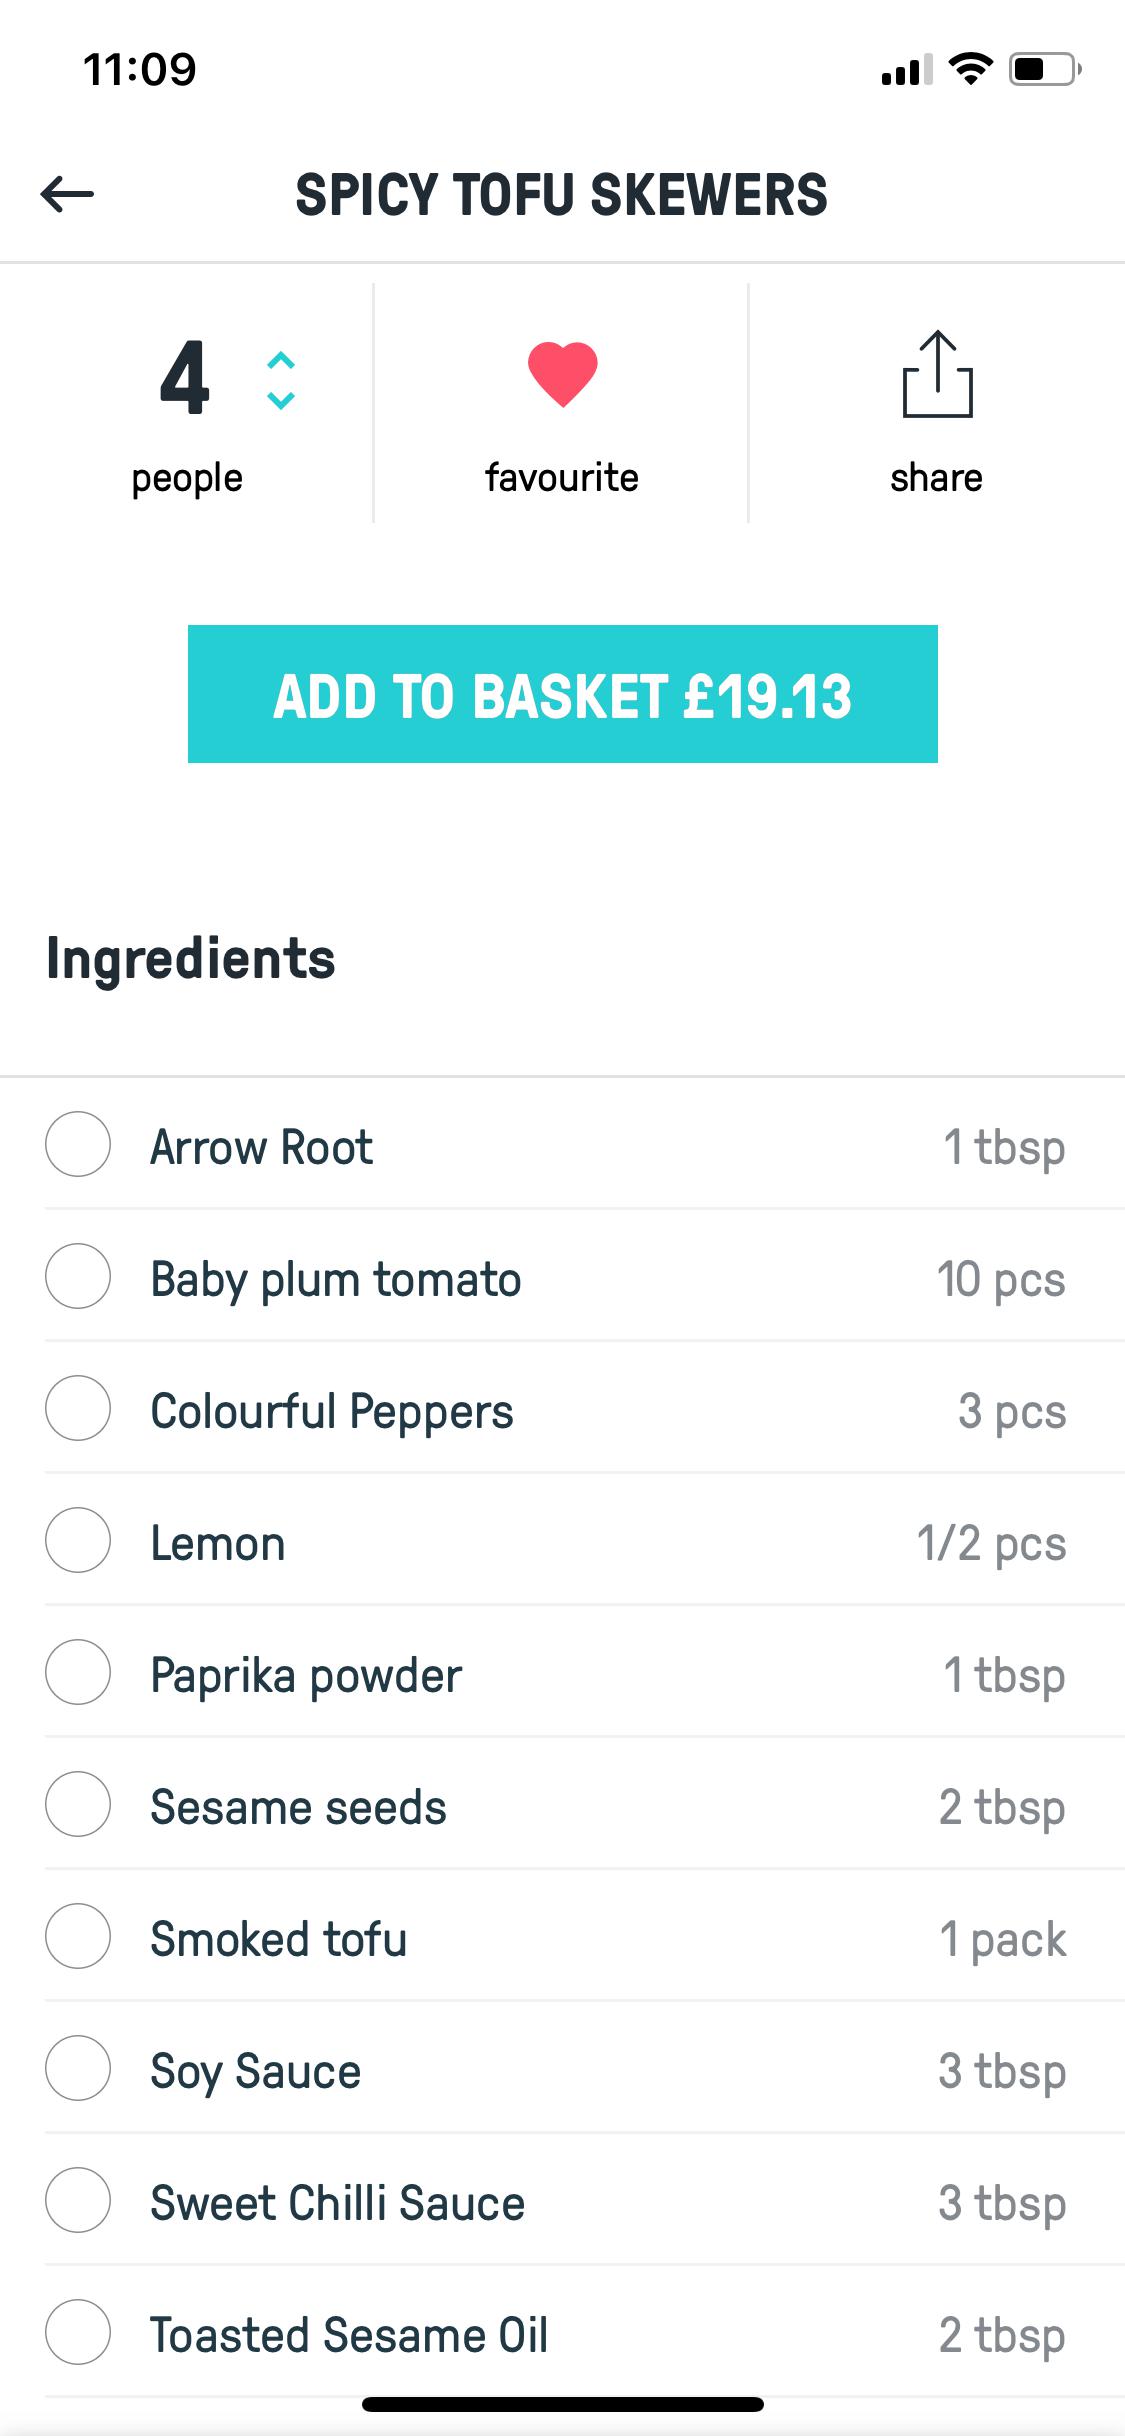 11:09
SPICY TOFU SKEWERS
4
people
favourite
share
ADD TO BASKET £19.13
Ingredients
Arrow Root 1 tbsp
Baby plum tomato 10 pcs
Colourful Peppers 3 pcs
Lemon 1/2 pcs
Paprika powder 1 tbsp
Sesame seeds 2 tbsp
Smoked tofu 1 pack
Soy Sauce 3 tbsp
Sweet Chilli Sauce 3 tbsp
Toasted Sesame Oil 2 tbsp